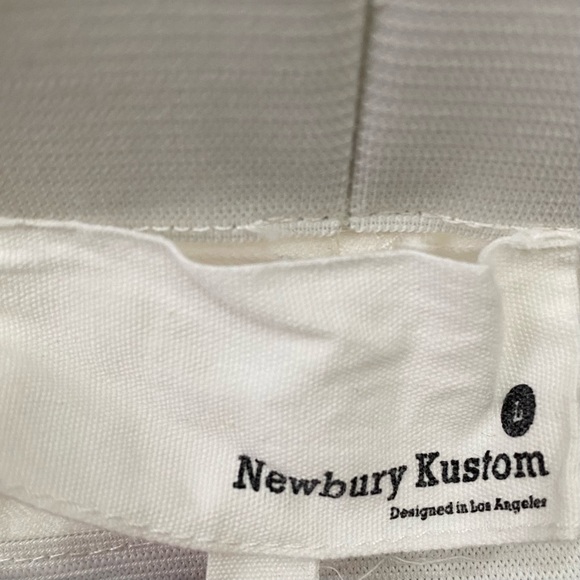 L
Newbury Kustom
Designed in Los Angeles